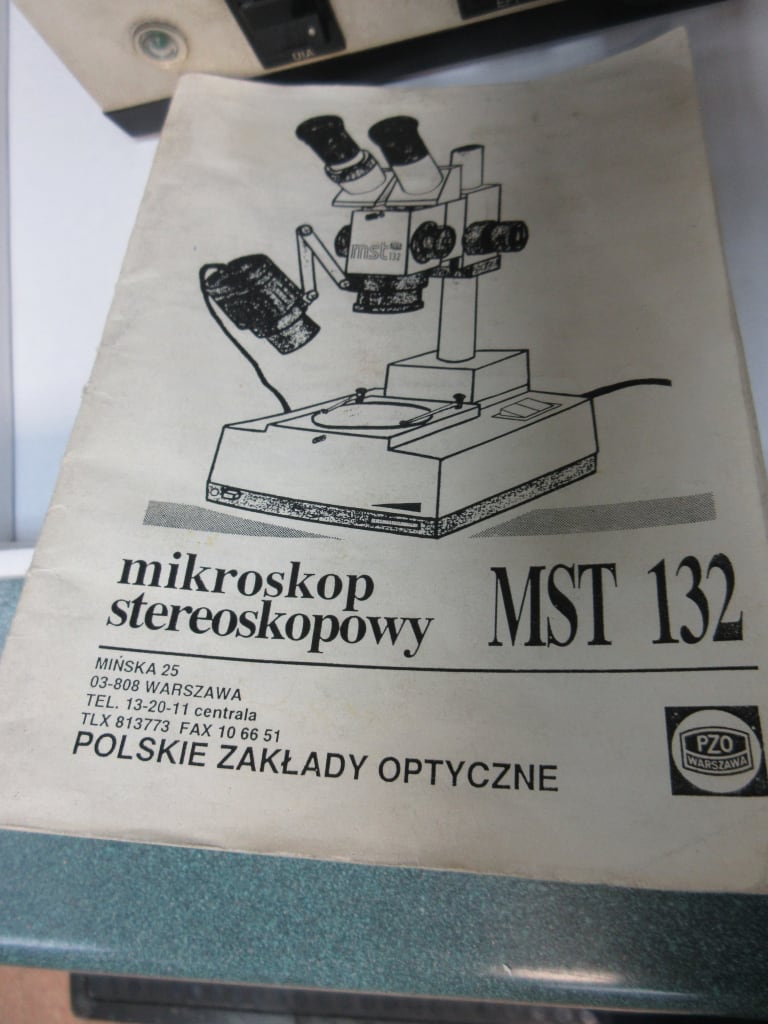 DIA
mst 132
mikroskop
stereoskopowy
MST 132
MIŃSKA 25
03-808 WARSZAWA
TEL. 13-20-11 centrala
TLX 813773 FAX 10 66 51
POLSKIE ZAKŁADY OPTYCZNE
PZO
WARSZAWA